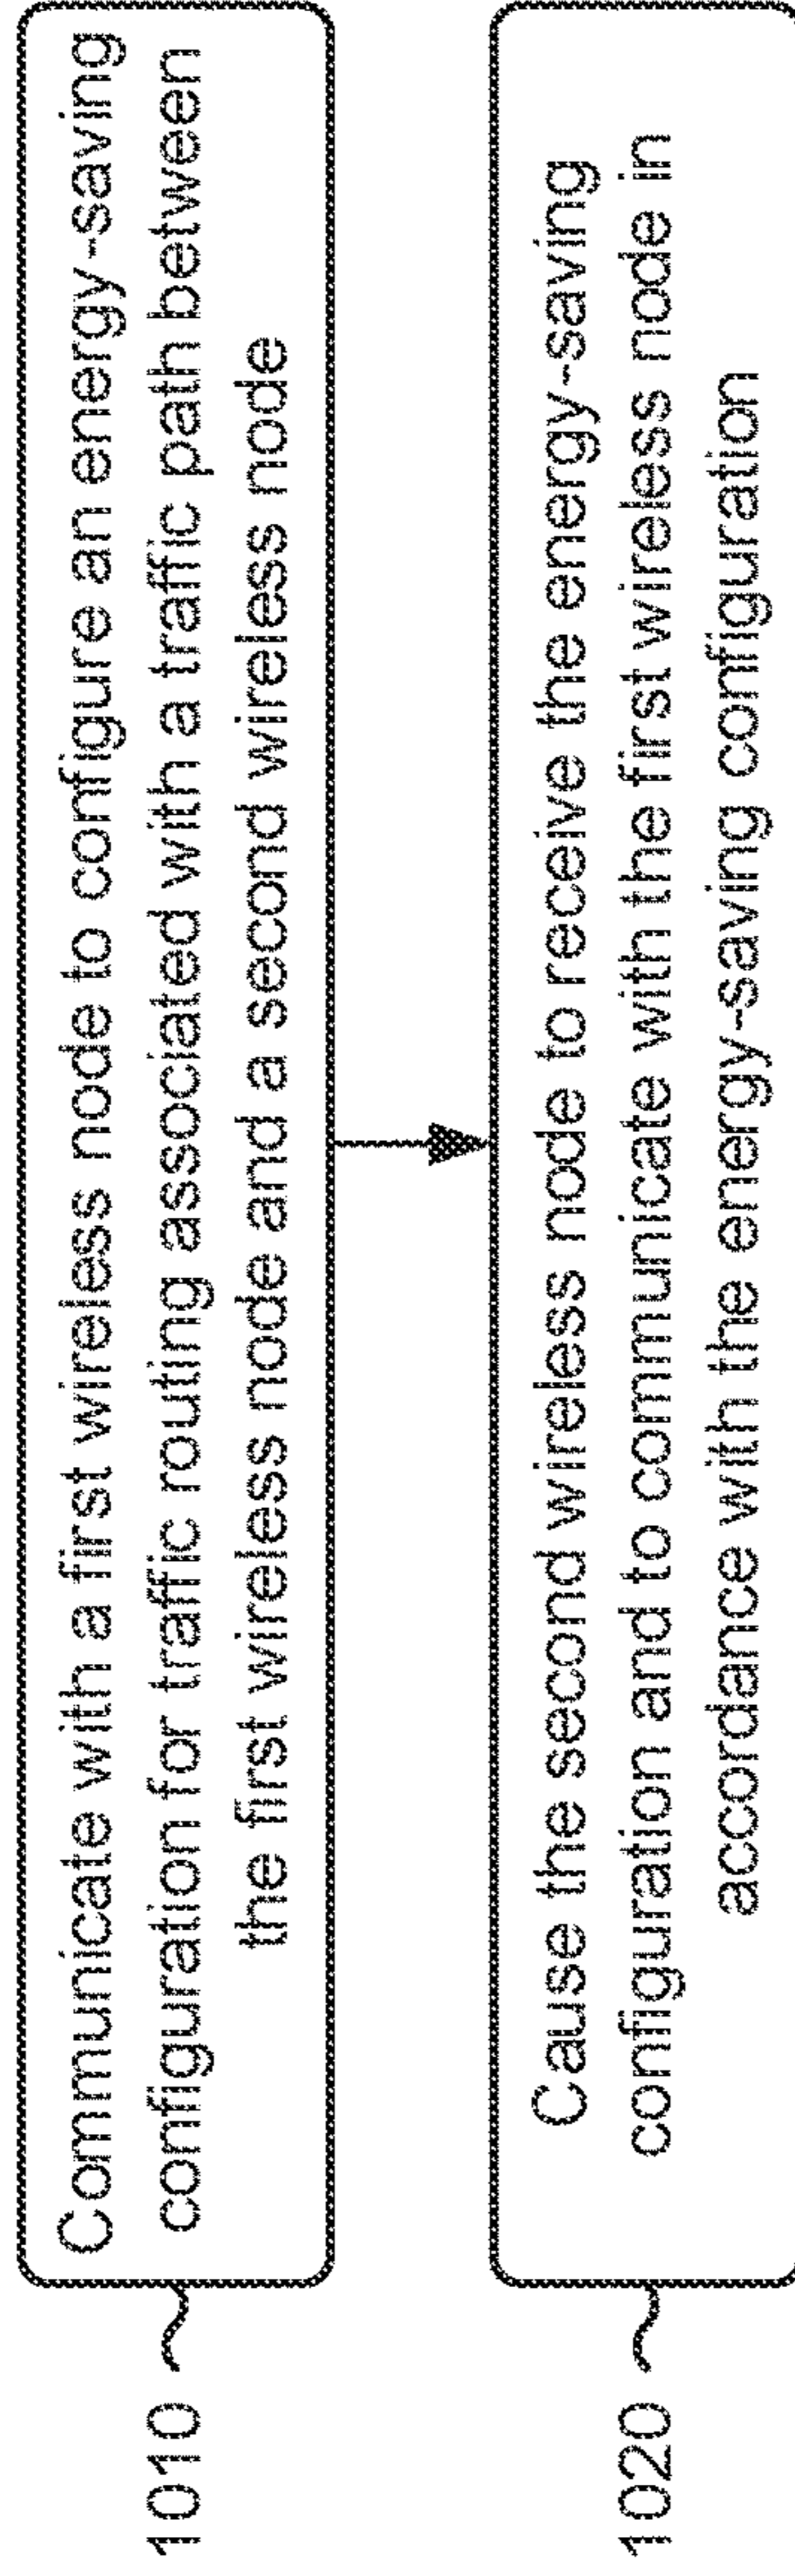 1010
Communicate with a first wireless node to configure an energy-saving
configuration for traffic routing associated with a traffic path between
the first wireless node and a second wireless node
1020
Cause the second wireless node to receive the energy-saving
configuration and to communicate with the first wireless node in
accordance with the energy-saving configuration